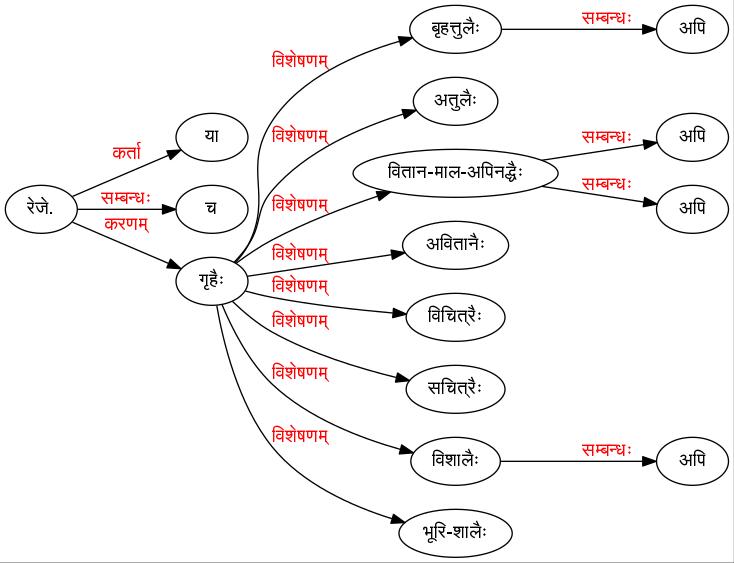 बृहत्तुलैः
सम्बन्धः
अपि
विशेषणम्
अतुलैः
विशेषणम्
कर्ता
या
सम्बन्धः
अपि
वितान-माल-अपिनद्धैः
सम्बन्धः
अपि
विशेषणम्
रेजे.
सम्बन्धः
च
करणम्
अवितानैः
विशेषणम्
गृहैः
विशेषणम्
विचित्रैः
विशेषणम्
सचित्रैः
विशेषणम्
विशालैः
सम्बन्धः
अपि
विशेषणम्
भूरि-शालैः